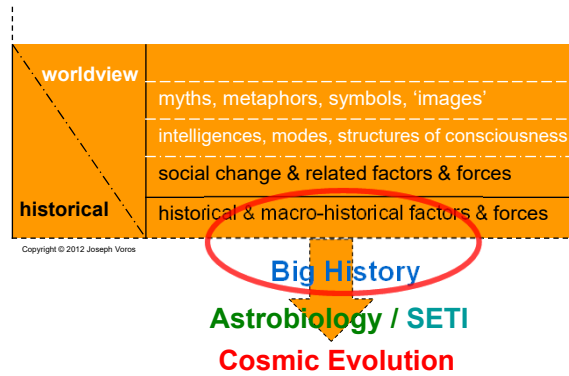 worldview
myths, metaphors, symbols, ‘images’
intelligences, modes, structures of consciousness
social change & related factors & forces
historical
historical & macro-historical factors & forces
Copyright © 2012 Joseph Voros
Big History
Astrobiology / SETI
Cosmic Evolution